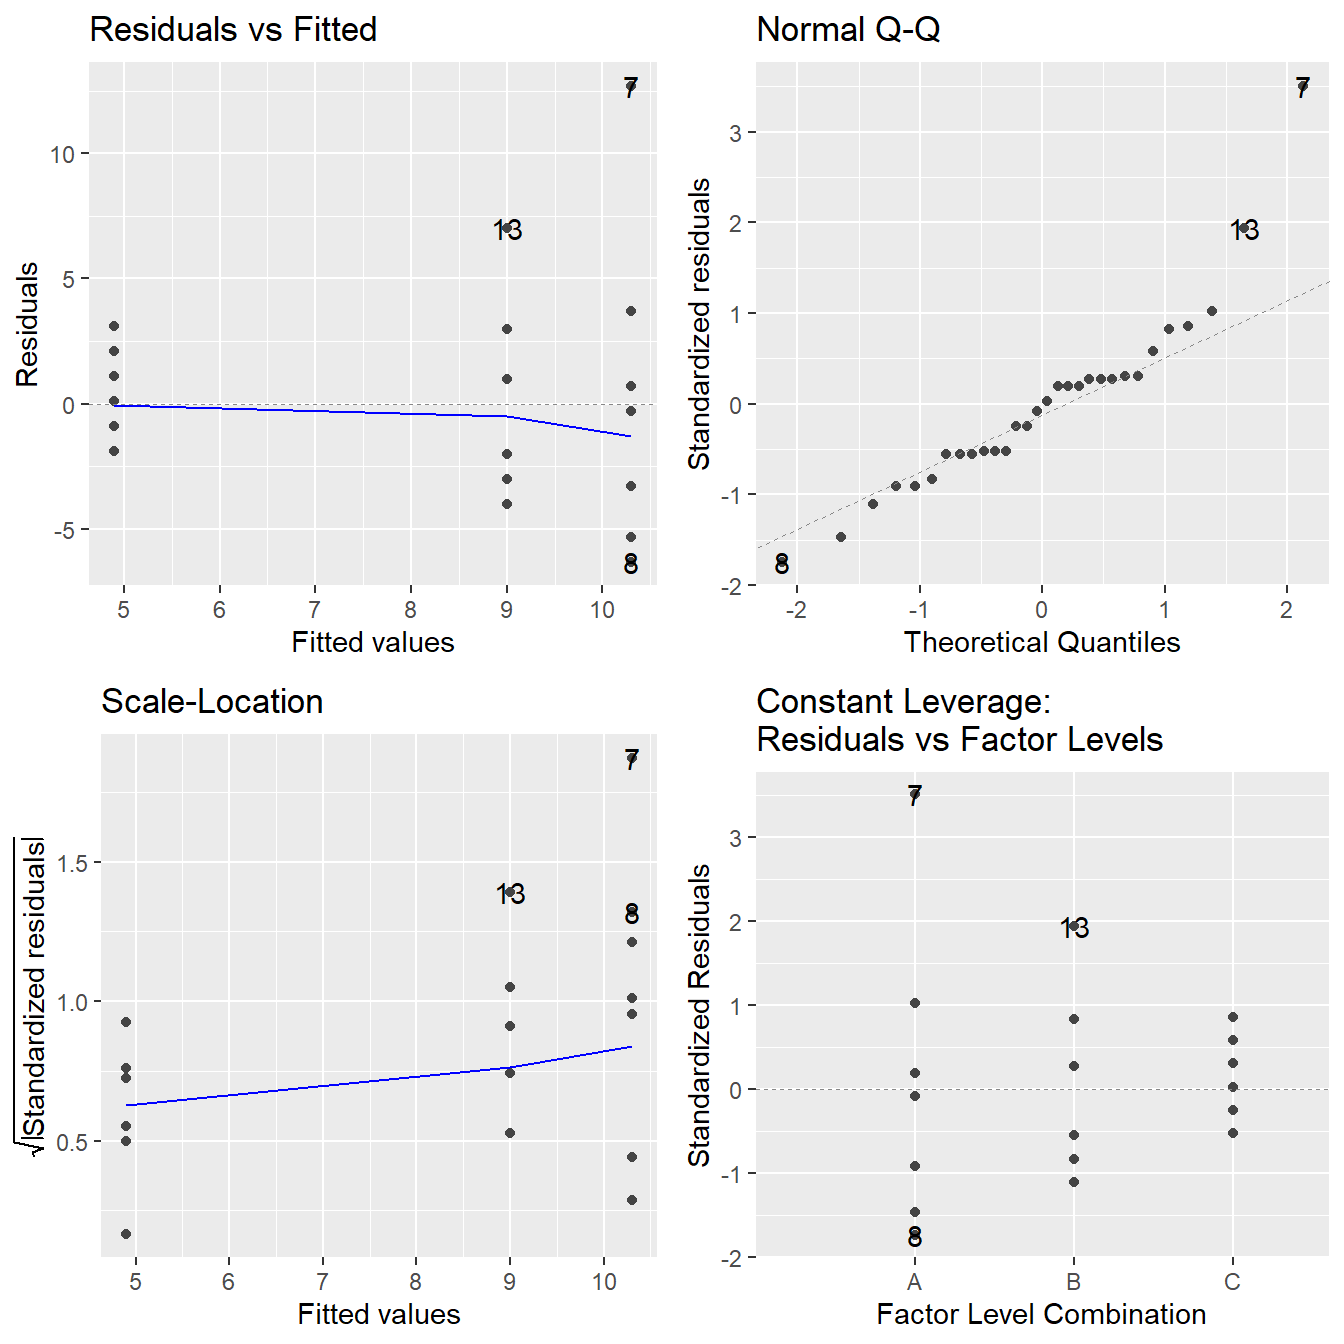 Residuals vs Fitted
7
13
8
10
5
0
-5
Residuals
5 6 7 8 9 10
Fitted values
Normal Q-Q
7
13
8
3
2
1
0
-1
-2
Standardized residuals
-2 -1 0 1 2
Theoretical Quantiles
Scale-Location
7
13
8
1.5
1.0
0.5
√|Standardized residuals|
5 6 7 8 9 10
Fitted values
Constant Leverage:
Residuals vs Factor Levels
7
13
8
3
2
1
0
-1
-2
Standardized Residuals
A B C
Factor Level Combination